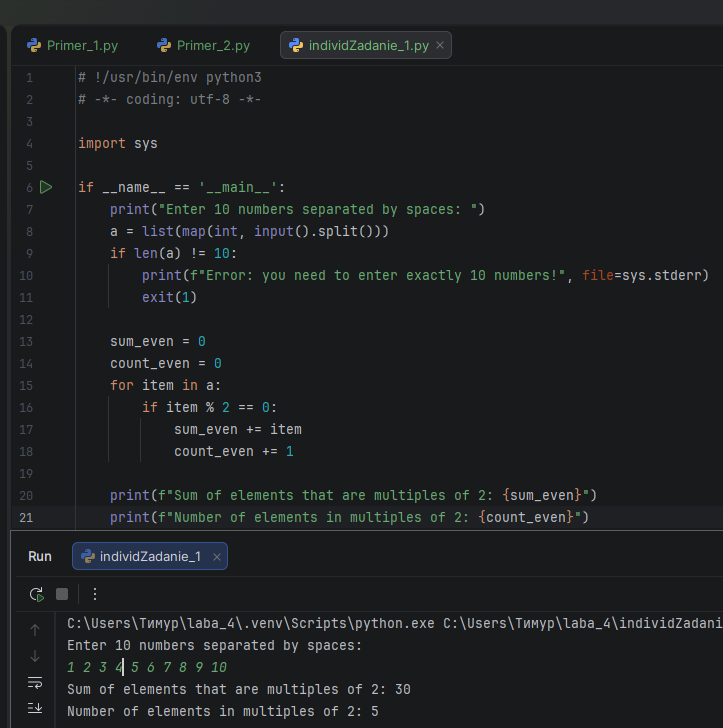 Primer_1.py Primer_2.py individZadanie_1.py ×
1 # !/usr/bin/env python3
2 # -*- coding: utf-8 -*-
3
4 import sys
5
6 if __name__ == '__main__':
7 print("Enter 10 numbers separated by spaces: ")
8 a = list(map(int, input().split()))
9 if len(a) != 10:
10 print(f"Error: you need to enter exactly 10 numbers!", file=sys.stderr)
11 exit(1)
12
13 sum_even = 0
14 count_even = 0
15 for item in a:
16 if item % 2 == 0:
17 sum_even += item
18 count_even += 1
19
20 print(f"Sum of elements that are multiples of 2: {sum_even}")
21 print(f"Number of elements in multiples of 2: {count_even}")
Run individZadanie_1 ×
C:\Users\Тимур\laba_4\.venv\Scripts\python.exe C:\Users\Тимур\laba_4\individZadani
Enter 10 numbers separated by spaces:
1 2 3 4 5 6 7 8 9 10
Sum of elements that are multiples of 2: 30
Number of elements in multiples of 2: 5